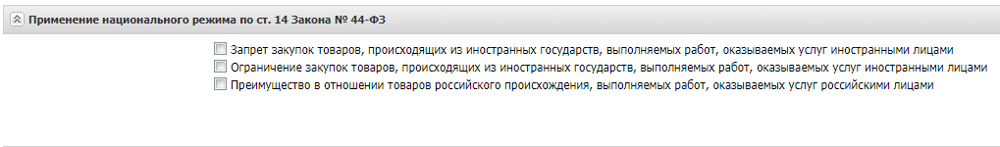 Применение национального режима по ст. 14 Закона № 44-ФЗ
Запрет закупок товаров, происходящих из иностранных государств, выполняемых работ, оказываемых услуг иностранными лицами
Ограничение закупок товаров, происходящих из иностранных государств, выполняемых работ, оказываемых услуг иностранными лицами
Преимущество в отношении товаров российского происхождения, выполняемых работ, оказываемых услуг российскими лицами